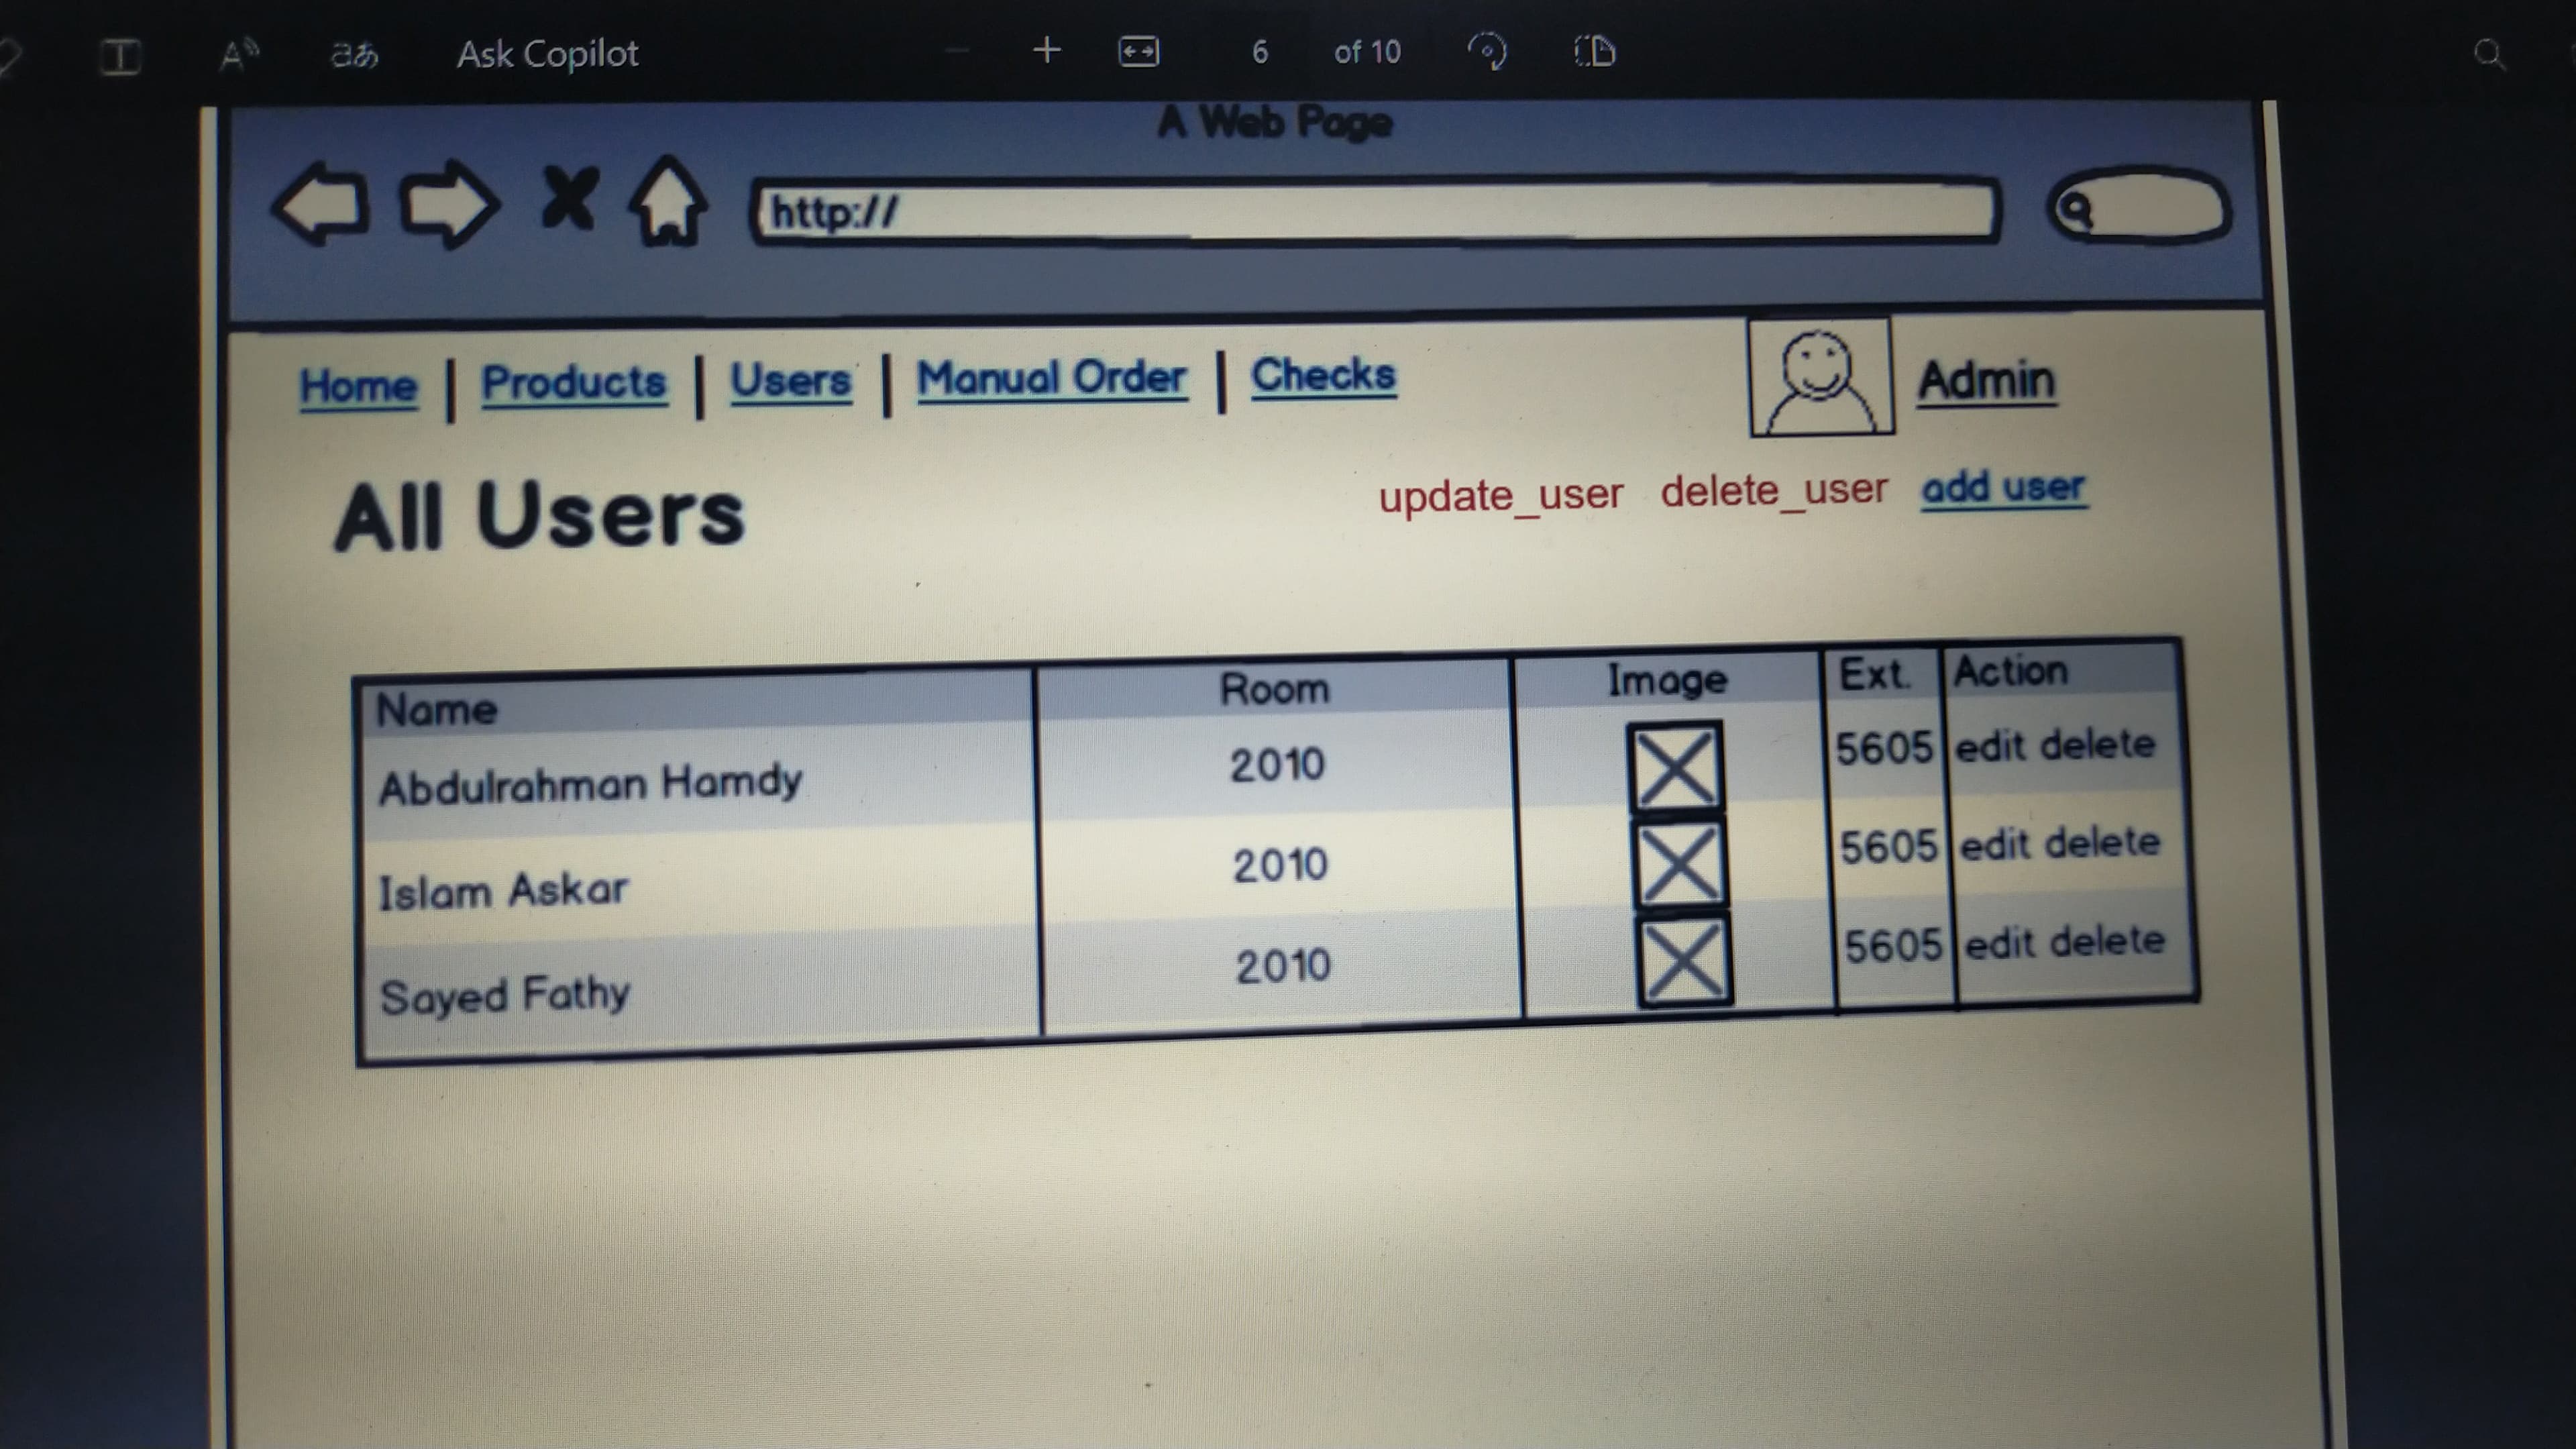 Ask Copilot 6 of 10
A Web Page
http://
Home | Products | Users | Manual Order | Checks Admin
All Users update_user delete_user add user
Name Room Image Ext. Action
Abdulrahman Hamdy 2010 5605 edit delete
Islam Askar 2010 5605 edit delete
Sayed Fathy 2010 5605 edit delete